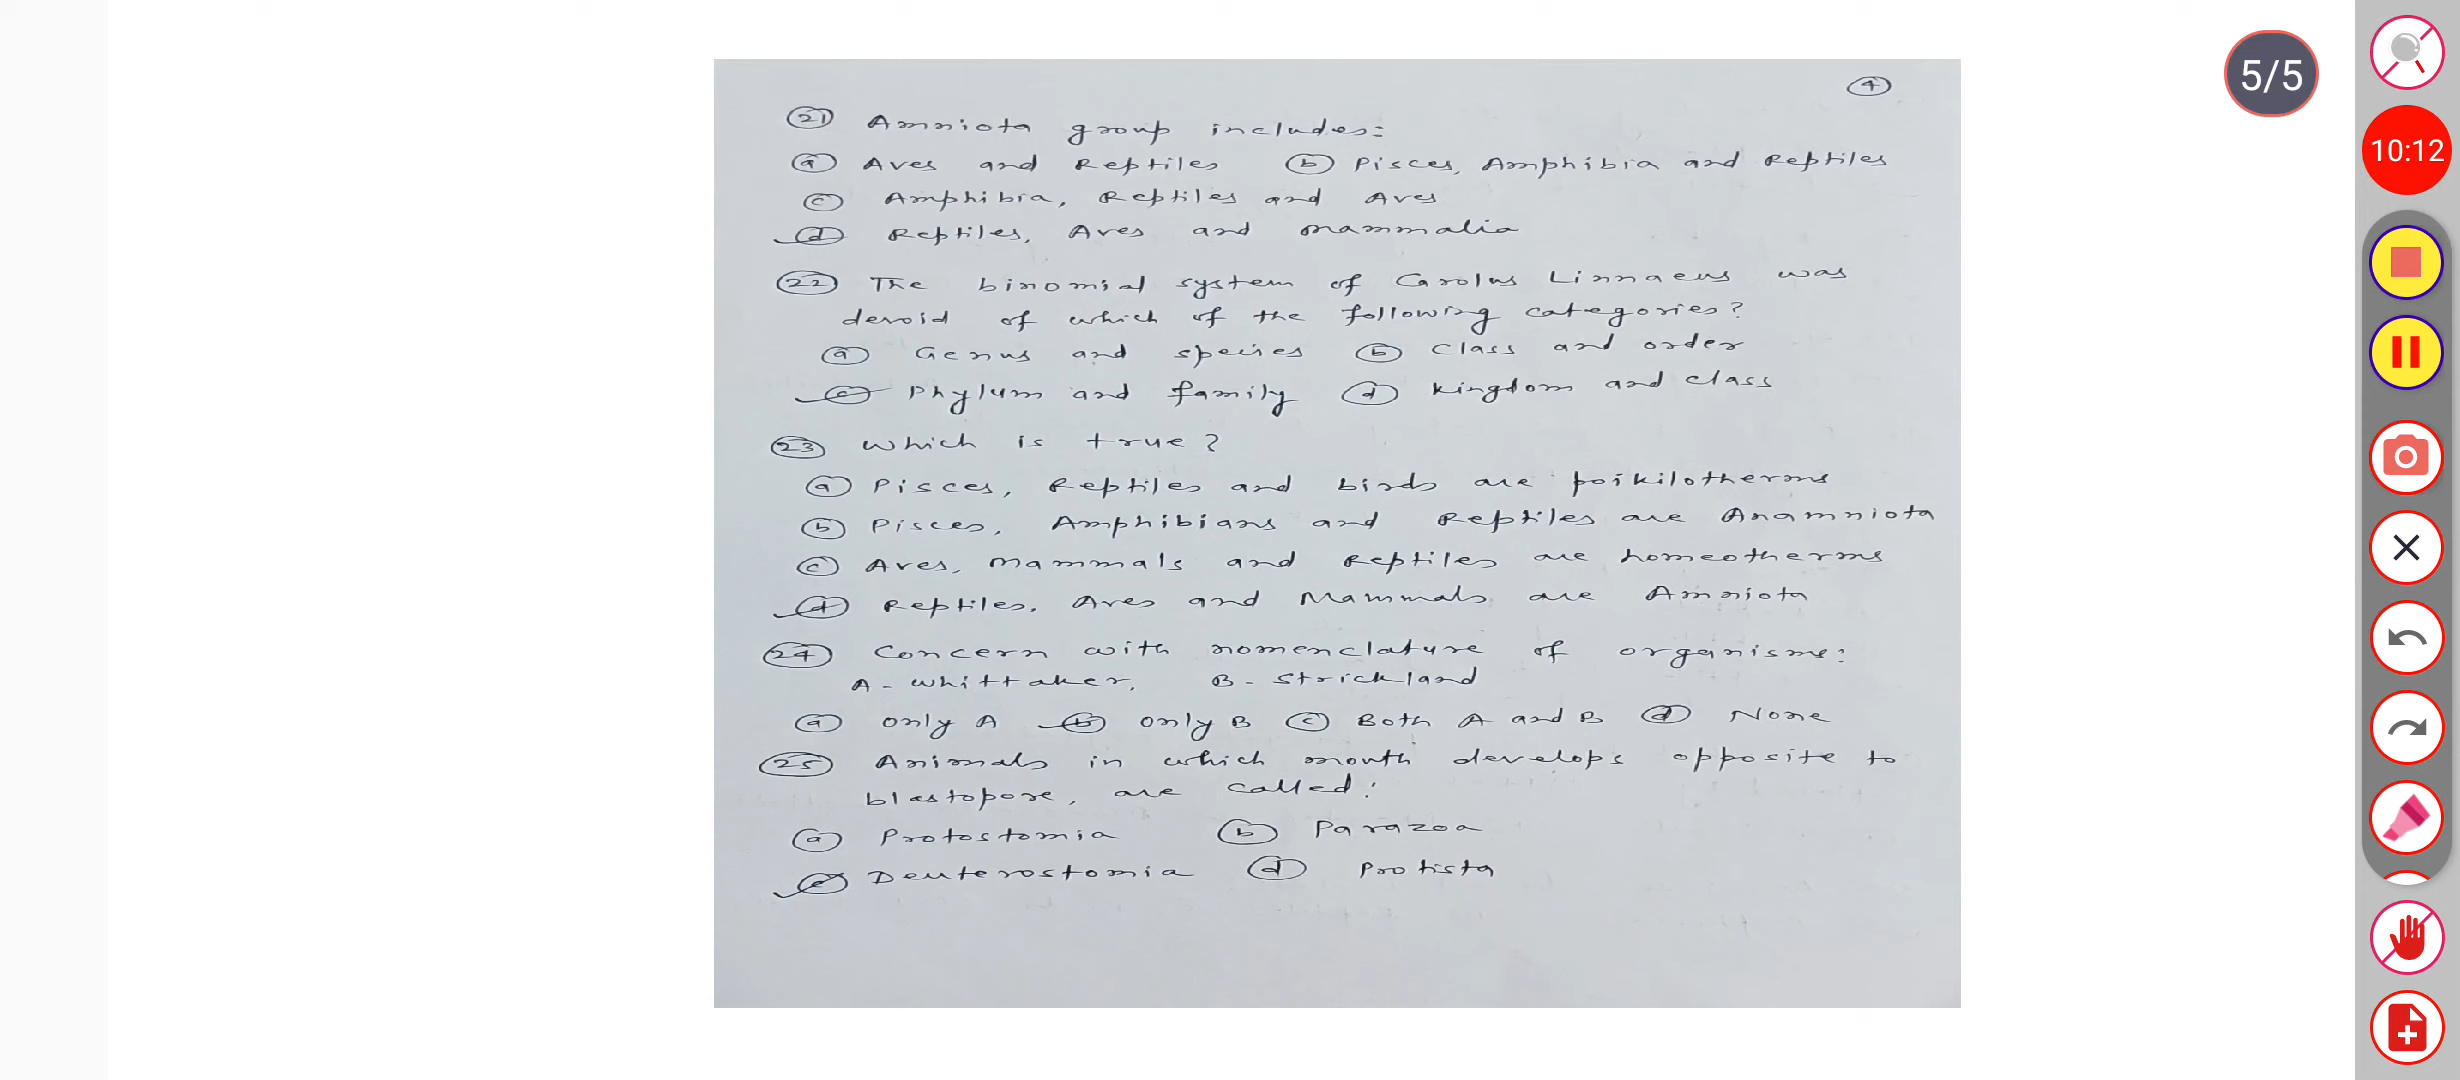 5/5
10:12
4
21 Amniota group includes:
a Aves and Reptiles b Pisces, Amphibia and Reptiles
c Amphibia, Reptiles and Aves
d Reptiles, Aves and mammalia
22 The binomial system of Carolus Linnaeus was
devoid of which of the following categories?
a Genus and species b Class and order
c Phylum and family d Kingdom and class
23 Which is true?
a Pisces, Reptiles and birds are poikilotherms
b Pisces, Amphibians and Reptiles are Anamniota
c Aves, mammals and Reptiles are homeotherms
d Reptiles, Aves and Mammals are Amniota
24 Concern with nomenclature of organisms:
A - Whittaker, B - Strickland
a only A b only B c Both A and B d None
25 Animals in which mouth develops opposite to
blastopore, are called:
a Protostomia b Parazoa
c Deuterostomia d Protista